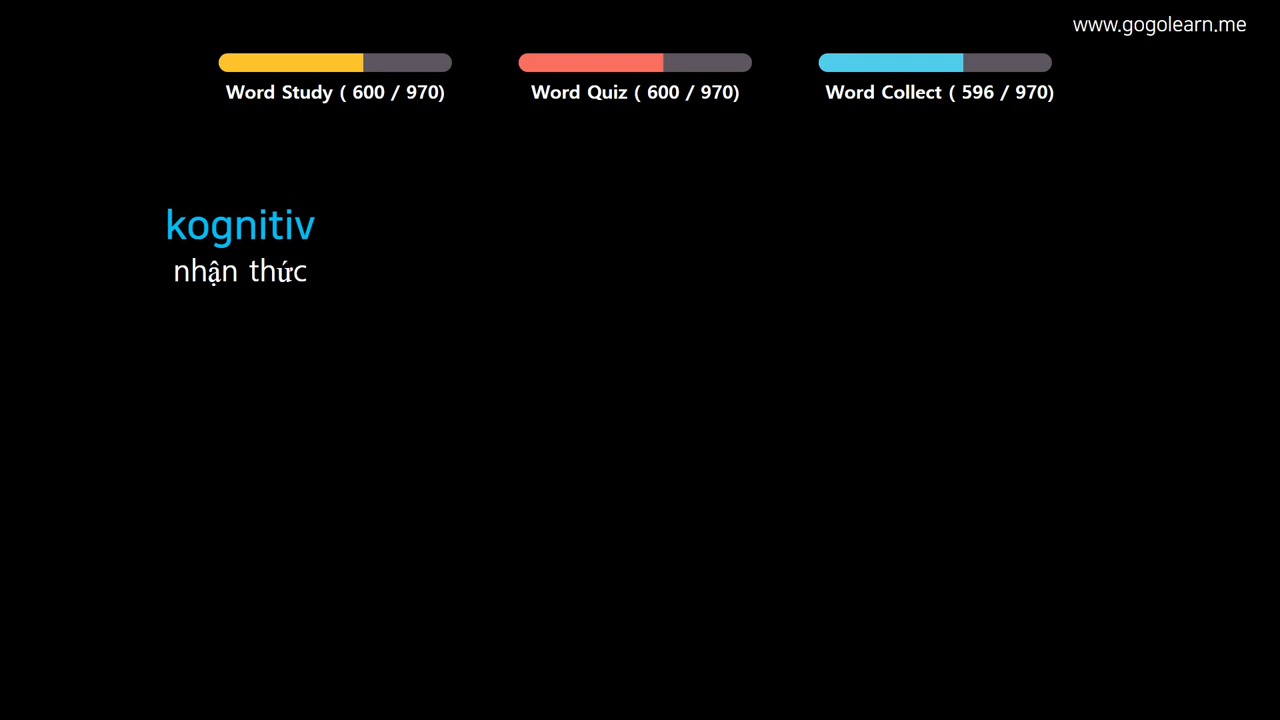 www.gogolearn.me
Word Study ( 600 / 970)
Word Quiz ( 600 / 970)
Word Collect ( 596 / 970)
kognitiv
nhận thức